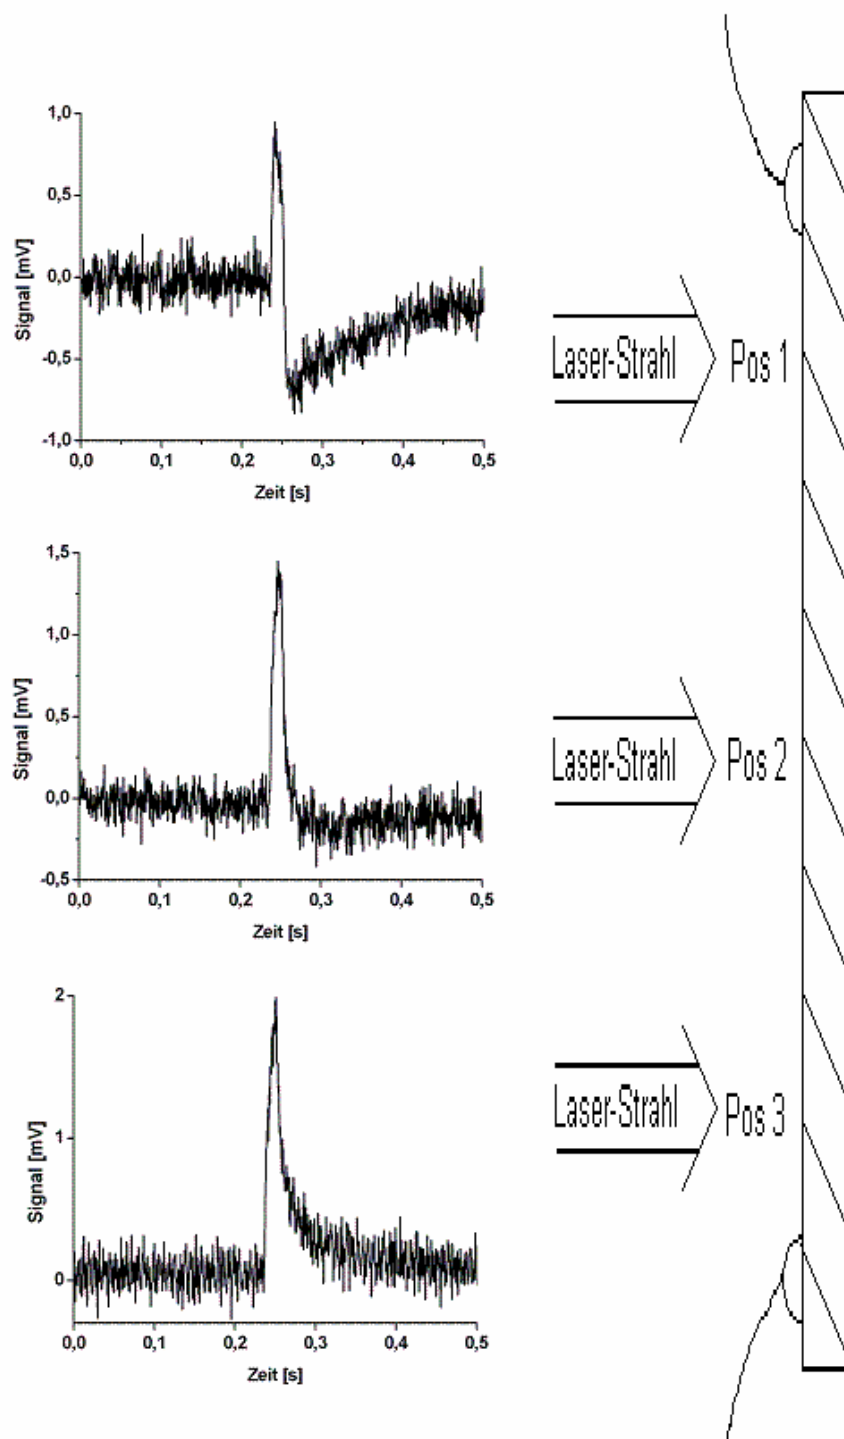 1,0
0,5
0,0
-0,5
-1,0
Signal [mV]
0,0 0,1 0,2 0,3 0,4 0,5
Zeit [s]
Laser-Strahl Pos 1
1,5
1,0
0,5
0,0
-0,5
Signal [mV]
0,0 0,1 0,2 0,3 0,4 0,5
Zeit [s]
Laser-Strahl Pos 2
2
1
0
Signal [mV]
0,0 0,1 0,2 0,3 0,4 0,5
Zeit [s]
Laser-Strahl Pos 3